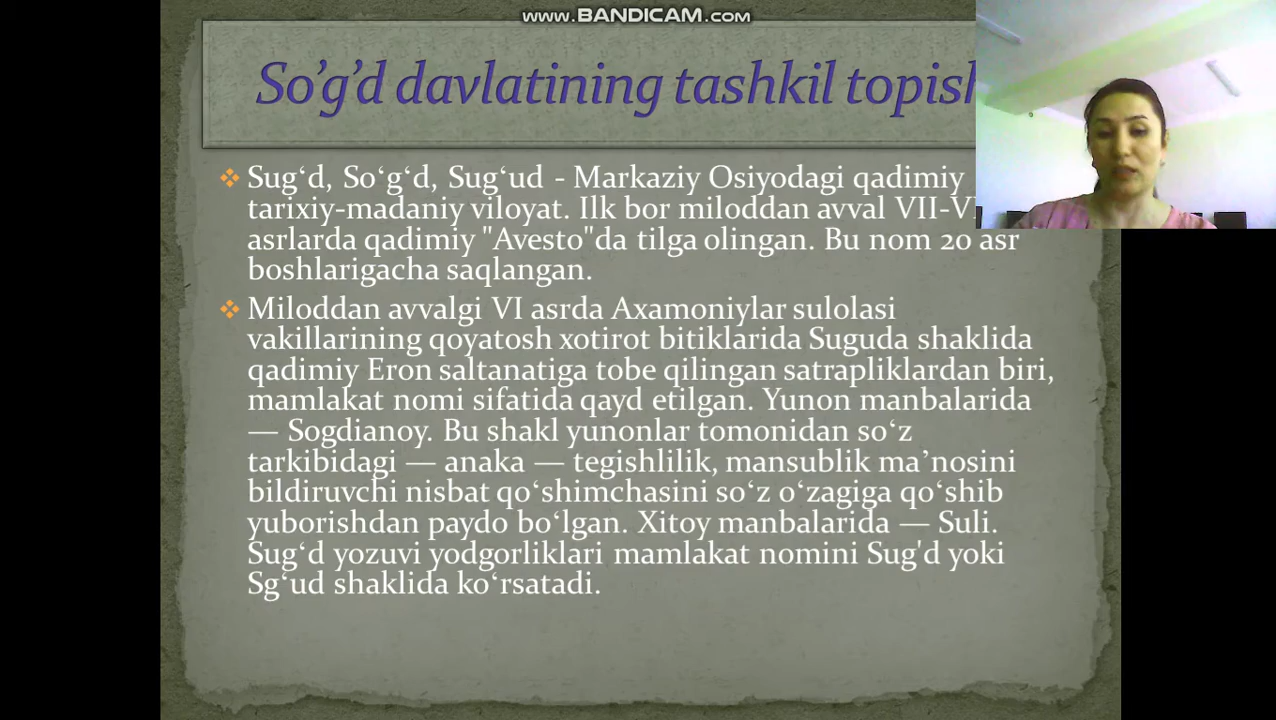 www.BANDICAM.com
So’g’d davlatining tashkil topish
❖ Sug‘d, So‘g‘d, Sug‘ud - Markaziy Osiyodagi qadimiy
tarixiy-madaniy viloyat. Ilk bor miloddan avval VII-V
asrlarda qadimiy "Avesto"da tilga olingan. Bu nom 20 asr
boshlarigacha saqlangan.
❖ Miloddan avvalgi VI asrda Axamoniylar sulolasi
vakillarining qoyatosh xotirot bitiklarida Suguda shaklida
qadimiy Eron saltanatiga tobe qilingan satrapliklardan biri,
mamlakat nomi sifatida qayd etilgan. Yunon manbalarida
— Sogdianoy. Bu shakl yunonlar tomonidan so‘z
tarkibidagi — anaka — tegishlilik, mansublik ma’nosini
bildiruvchi nisbat qo‘shimchasini so‘z o‘zagiga qo‘shib
yuborishdan paydo bo‘lgan. Xitoy manbalarida — Suli.
Sug‘d yozuvi yodgorliklari mamlakat nomini Sug'd yoki
Sg‘ud shaklida ko‘rsatadi.